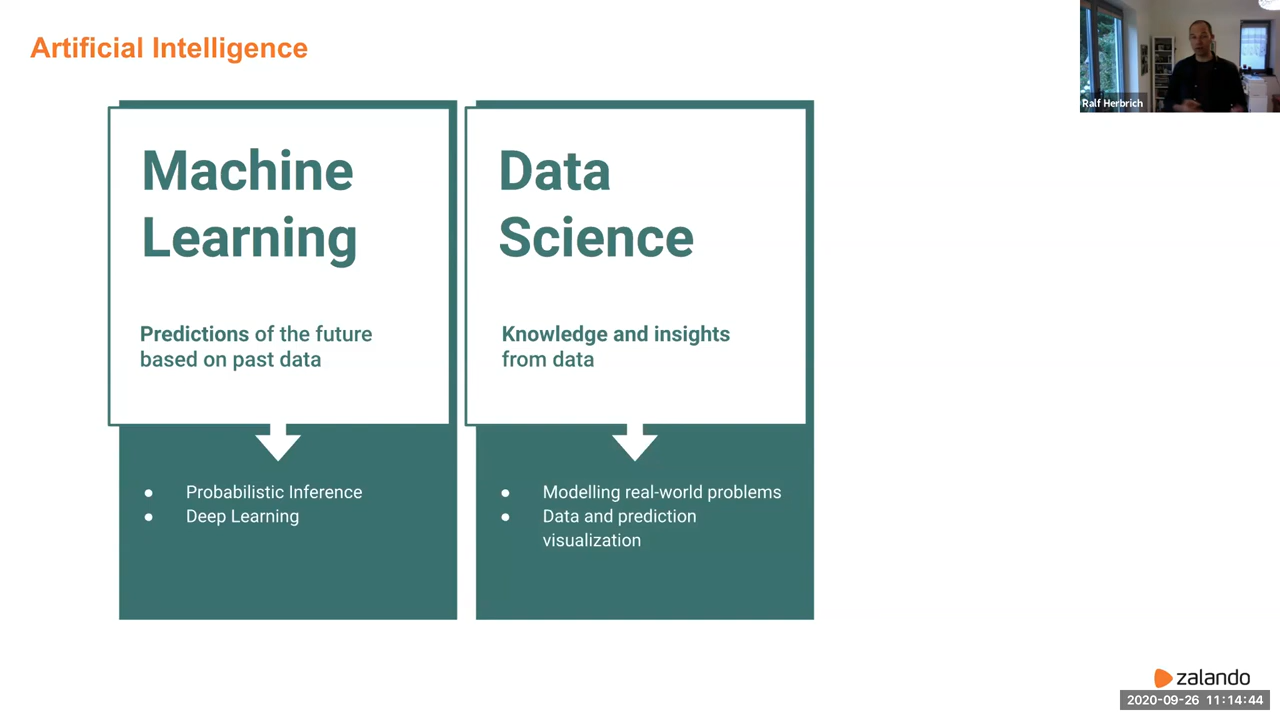 Artificial Intelligence
Ralf Herbrich
Machine
Learning
Predictions of the future
based on past data
● Probabilistic Inference
● Deep Learning
Data
Science
Knowledge and insights
from data
● Modelling real-world problems
● Data and prediction
visualization
zalando
2020-09-26 11:14:44